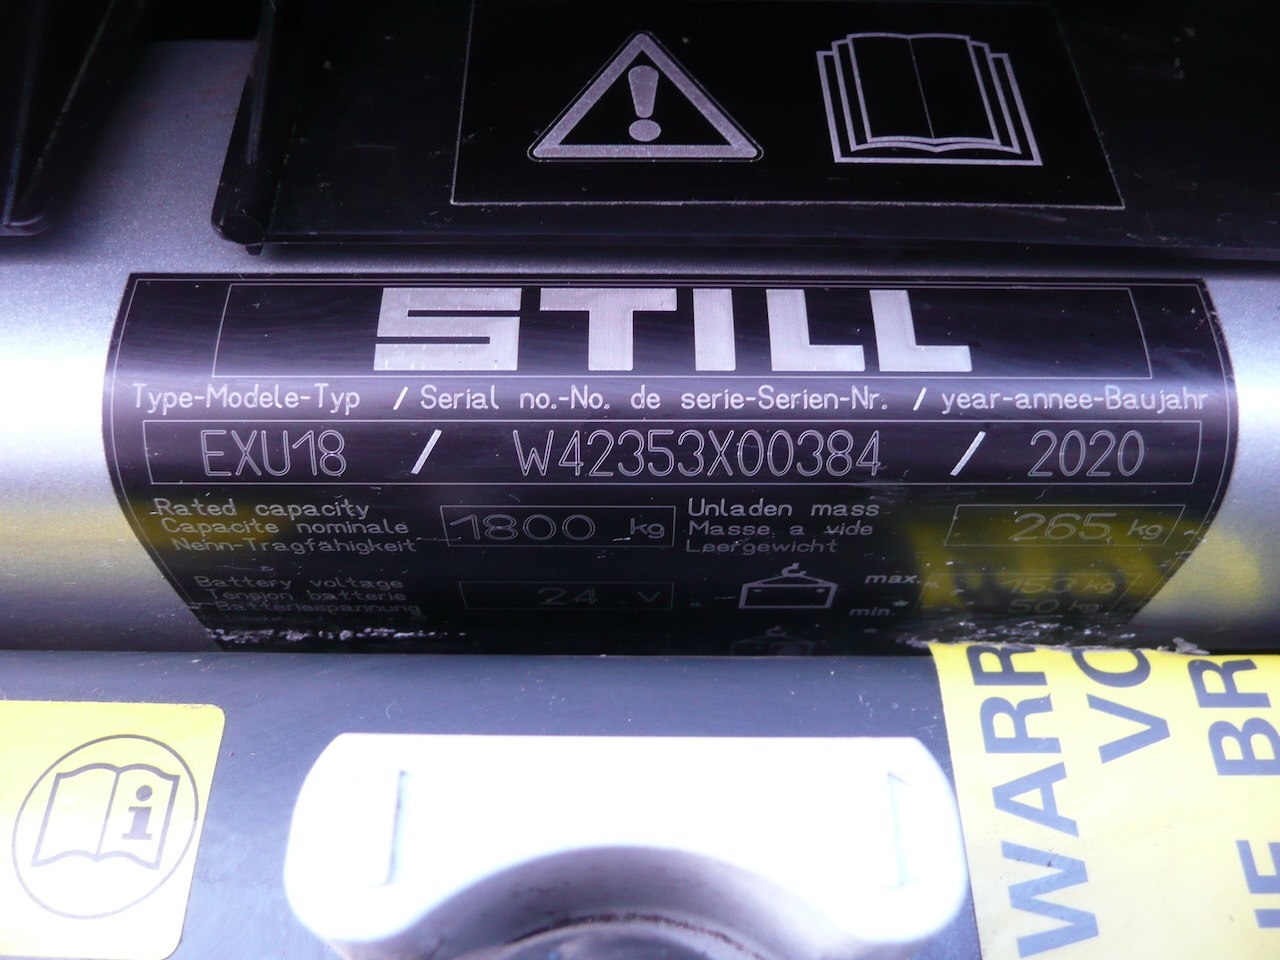 STILL
Type-Modele-Typ / Serial no.-No. de serie-Serien-Nr. / year-annee-Baujahr
EXU18 / W42353X00384 / 2020
Rated capacity
Capacite nominale
Nenn-Tragfähigkeit
1800 kg
Unladen mass
Masse a vide
Leergewicht
265 kg
Battery voltage
Tension batterie
Batteriespannung
24 V
max. 153 kg
min. 50 kg
WARR
VO
BR
i